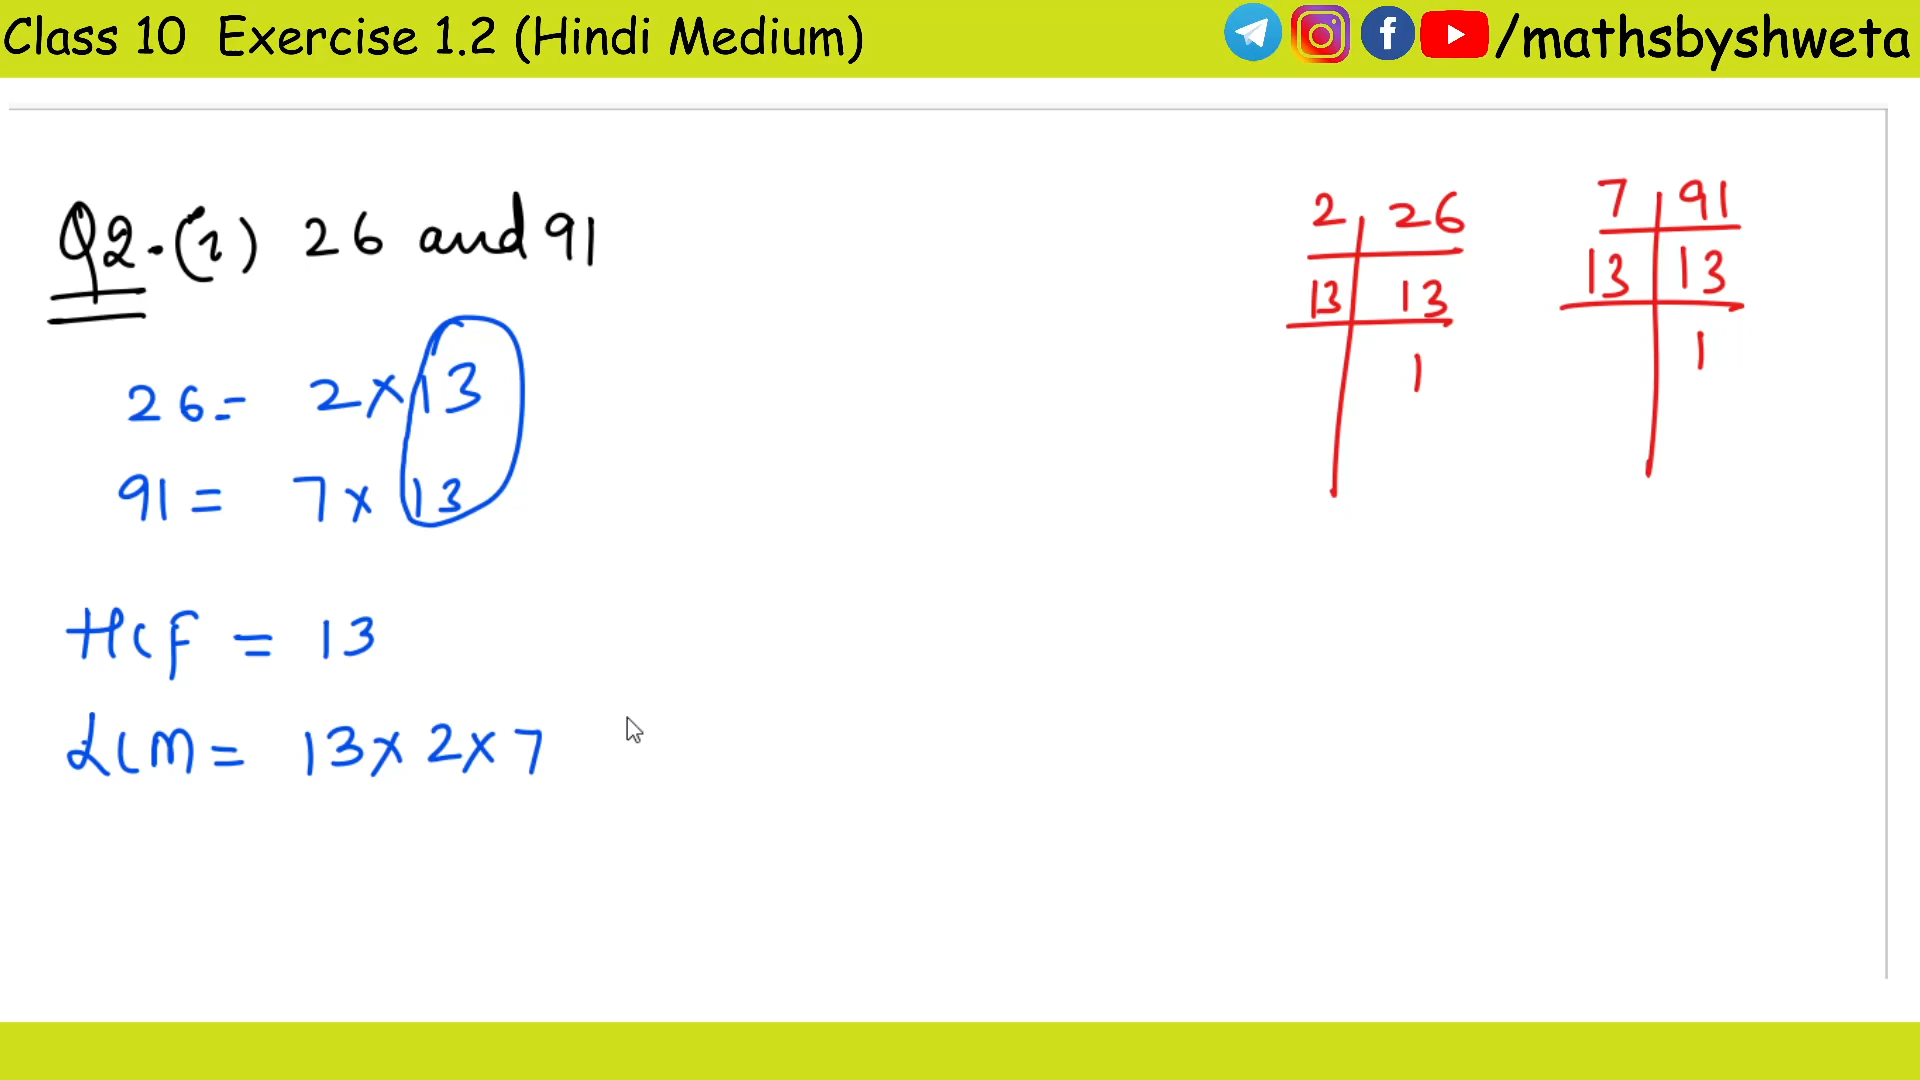 Class 10 Exercise 1.2 (Hindi Medium)
/mathsbyshweta
Q2.(i) 26 and 91
26= 2×13
91= 7×13
HCF = 13
LCM= 13×2×7
2 26
13 13
1
7 91
13 13
1